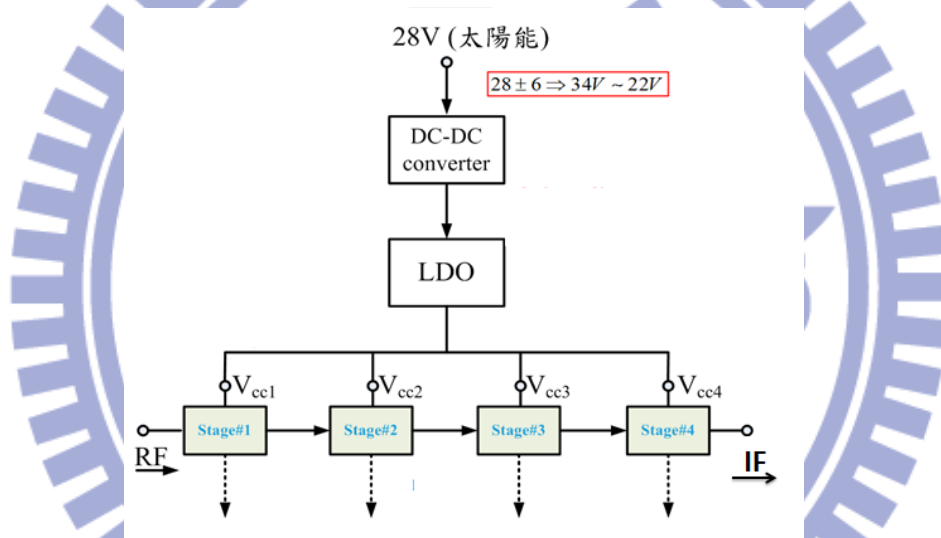 28V (太陽能)
28 ± 6 ⇒ 34V ~ 22V
DC-DC
converter
LDO
Vcc1 Vcc2 Vcc3 Vcc4
Stage#1 Stage#2 Stage#3 Stage#4
RF IF